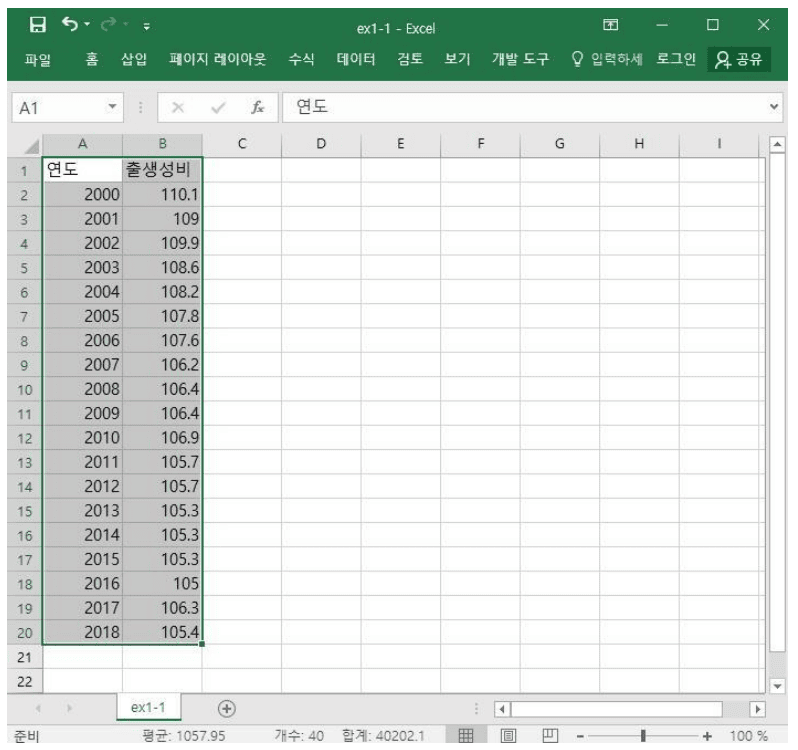 ex1-1 - Excel
파일 홈 삽입 페이지 레이아웃 수식 데이터 검토 보기 개발 도구 입력하세 로그인 공유
A1 fx 연도
A B C D E F G H I
1 연도 출생성비
2 2000 110.1
3 2001 109
4 2002 109.9
5 2003 108.6
6 2004 108.2
7 2005 107.8
8 2006 107.6
9 2007 106.2
10 2008 106.4
11 2009 106.4
12 2010 106.9
13 2011 105.7
14 2012 105.7
15 2013 105.3
16 2014 105.3
17 2015 105.3
18 2016 105
19 2017 106.3
20 2018 105.4
21
22
ex1-1
준비 평균: 1057.95 개수: 40 합계: 40202.1 100 %